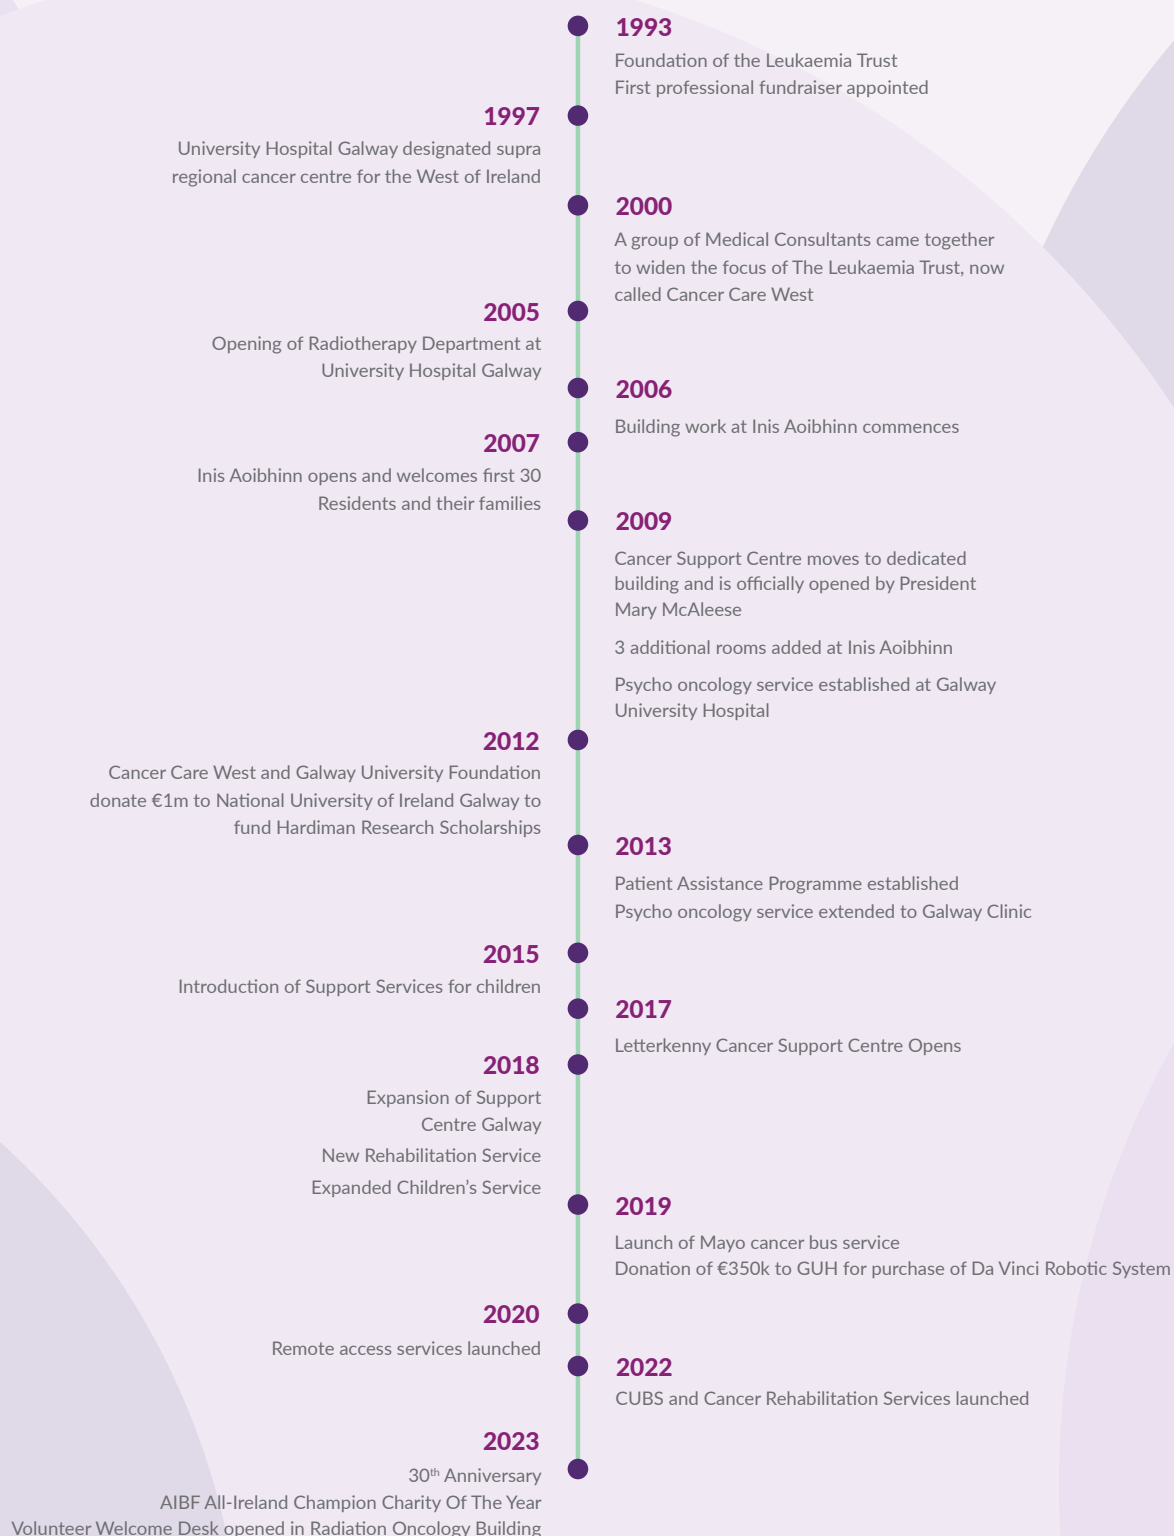 1993
Foundation of the Leukaemia Trust
First professional fundraiser appointed
1997
University Hospital Galway designated supra
regional cancer centre for the West of Ireland
2000
A group of Medical Consultants came together
to widen the focus of The Leukaemia Trust, now
called Cancer Care West
2005
Opening of Radiotherapy Department at
University Hospital Galway
2006
Building work at Inis Aoibhinn commences
2007
Inis Aoibhinn opens and welcomes first 30
Residents and their families
2009
Cancer Support Centre moves to dedicated
building and is officially opened by President
Mary McAleese
3 additional rooms added at Inis Aoibhinn
Psycho oncology service established at Galway
University Hospital
2012
Cancer Care West and Galway University Foundation
donate €1m to National University of Ireland Galway to
fund Hardiman Research Scholarships
2013
Patient Assistance Programme established
Psycho oncology service extended to Galway Clinic
2015
Introduction of Support Services for children
2017
Letterkenny Cancer Support Centre Opens
2018
Expansion of Support
Centre Galway
New Rehabilitation Service
Expanded Children’s Service
2019
Launch of Mayo cancer bus service
Donation of €350k to GUH for purchase of Da Vinci Robotic System
2020
Remote access services launched
2022
CUBS and Cancer Rehabilitation Services launched
2023
30th Anniversary
AIBF All-Ireland Champion Charity Of The Year
Volunteer Welcome Desk opened in Radiation Oncology Building